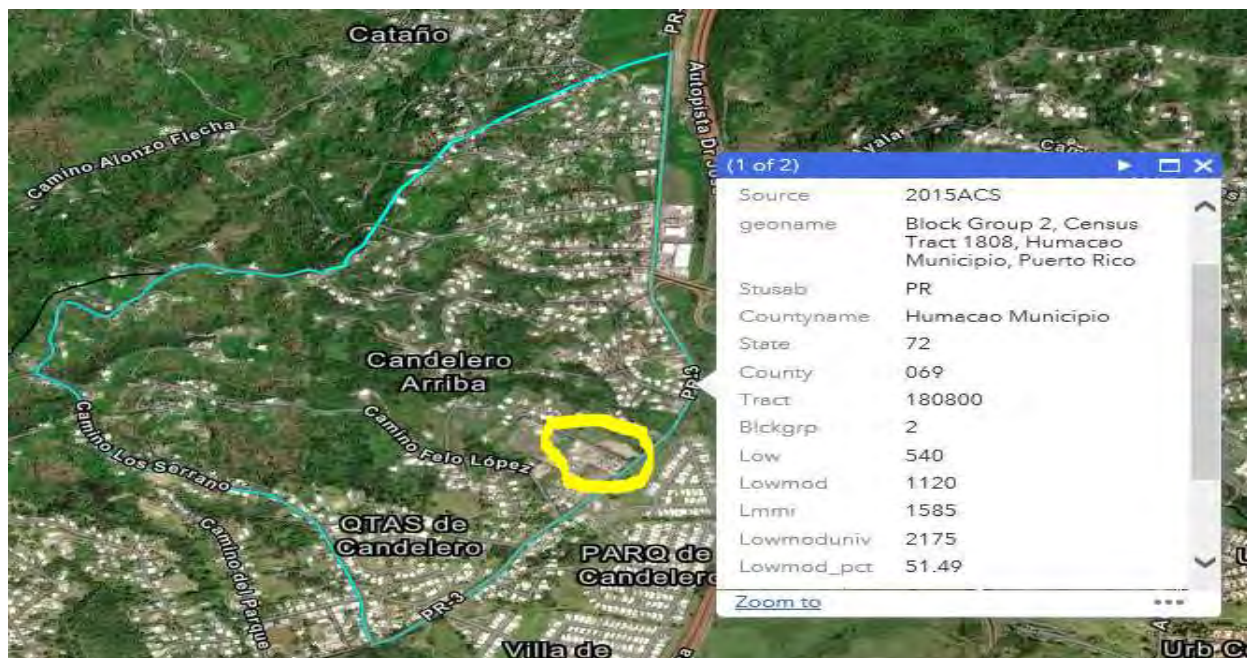 Cataño
PR-
Autopista Dr Jos
Camino Alonzo Flecha
Ayalar
(1 of 2)
Source 2015ACS
geoname Block Group 2, Census
Tract 1808, Humacao
Municipio, Puerto Rico
Stusab PR
Countyname Humacao Municipio
State 72
County 069
Tract 180800
Blckgrp 2
Low 540
Lowmod 1120
Lmmi 1585
Lowmoduniv 2175
Lowmod_pct 51.49
Zoom to
Candelero
Arriba
PR-3
Camino Felo López
Camino Los Serrano
QTAS de
Candelero
PARQ de
Candelero
Camino del Parque
PR-3
Villa de
Urb C